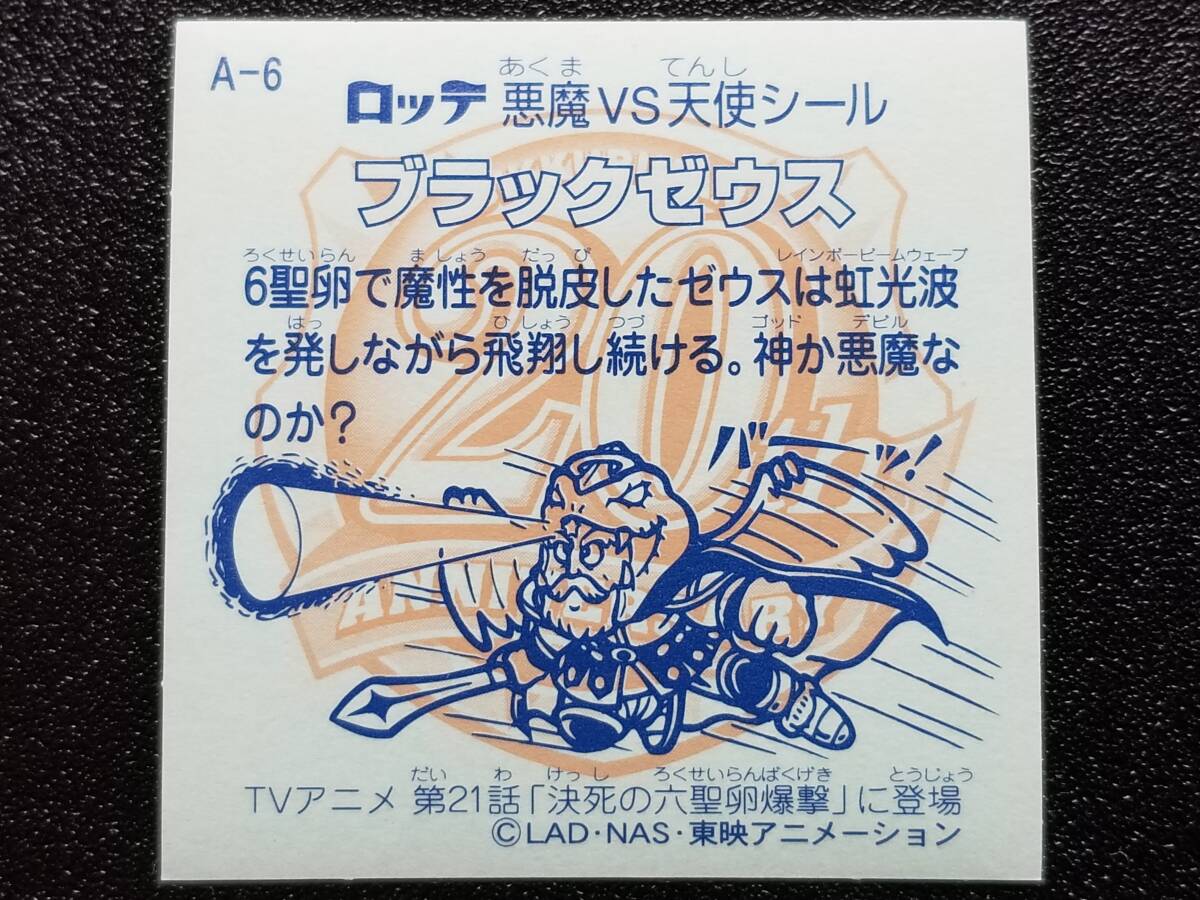 A-6
ロッテ 悪魔VS天使シール
あくま てんし
ブラックゼウス
ろくせいらん ましょう だっぴ レインボービームウェーブ
6聖卵で魔性を脱皮したゼウスは虹光波
はっ ひしょう つづ ゴッド デビル
を発しながら飛翔し続ける。神か悪魔な
のか?
バッ!
20th
ANNIVERSARY
だい わ けっし ろくせいらんばくげき とうじょう
TVアニメ 第21話「決死の六聖卵爆撃」に登場
©LAD・NAS・東映アニメーション